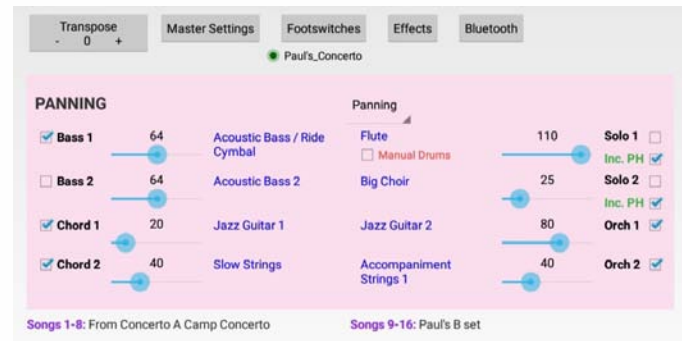 Transpose Master Settings Footswitches Effects Bluetooth
- 0 +
Paul's_Concerto
PANNING Panning
Bass 1 64 Acoustic Bass / Ride Flute 110 Solo 1
Cymbal Manual Drums Inc. PH
Bass 2 64 Acoustic Bass 2 Big Choir 25 Solo 2
Inc. PH
Chord 1 20 Jazz Guitar 1 Jazz Guitar 2 80 Orch 1
Chord 2 40 Slow Strings Accompaniment 40 Orch 2
Strings 1
Songs 1-8: From Concerto A Camp Concerto Songs 9-16: Paul's B set